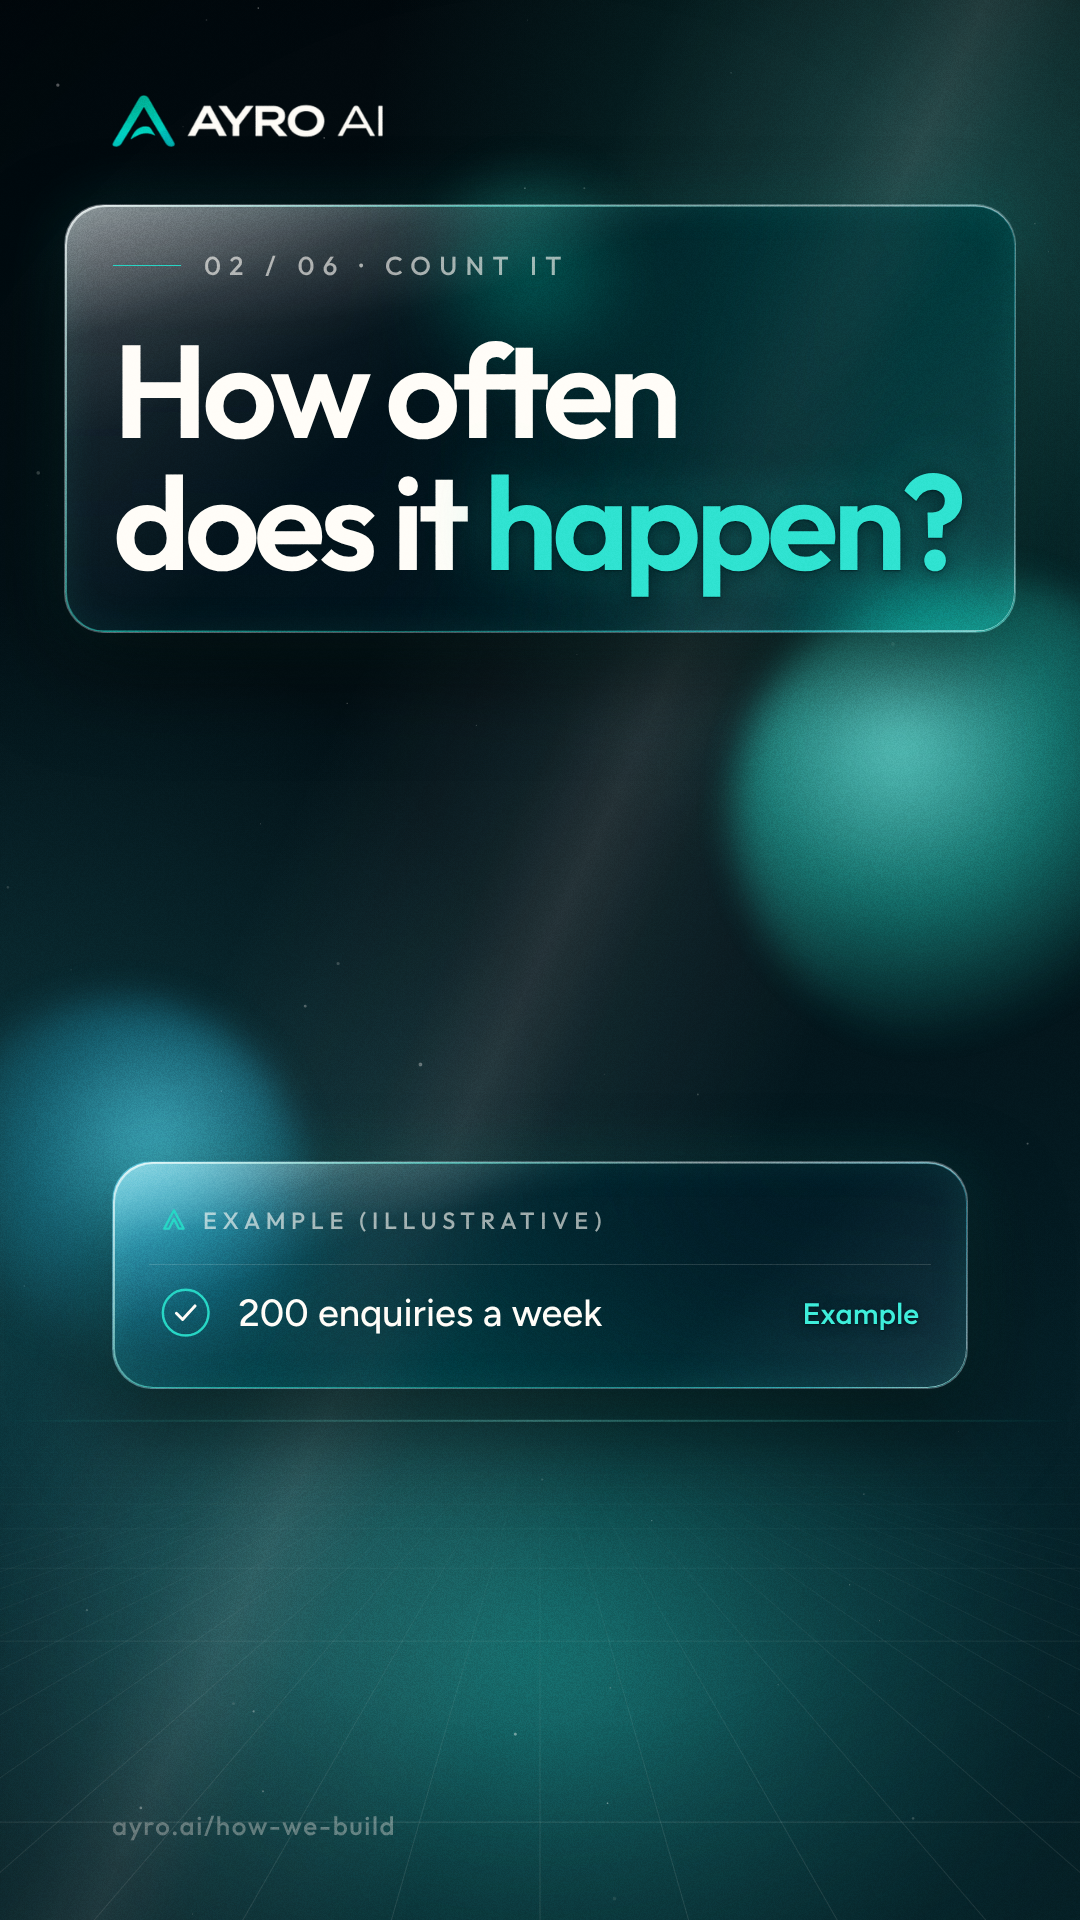 AYRO AI
02 / 06 · COUNT IT
How often
does it happen?
EXAMPLE (ILLUSTRATIVE)
200 enquiries a week
Example
ayro.ai/how-we-build